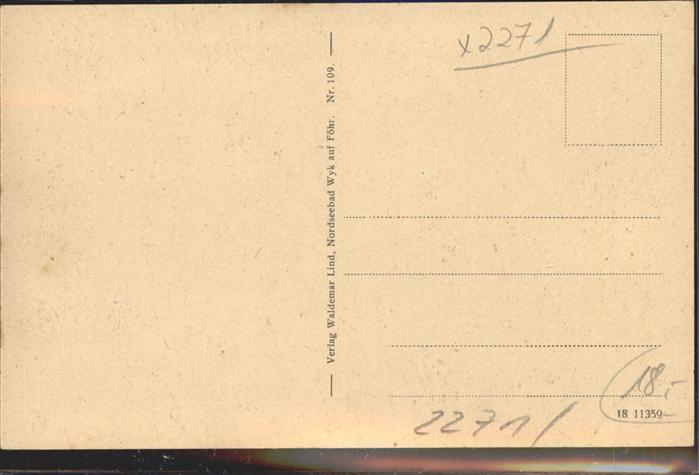 x2271
Verlag Waldemar Lind, Nordseebad Wyk auf Föhr. Nr. 109.
18,-
18 11359
2271